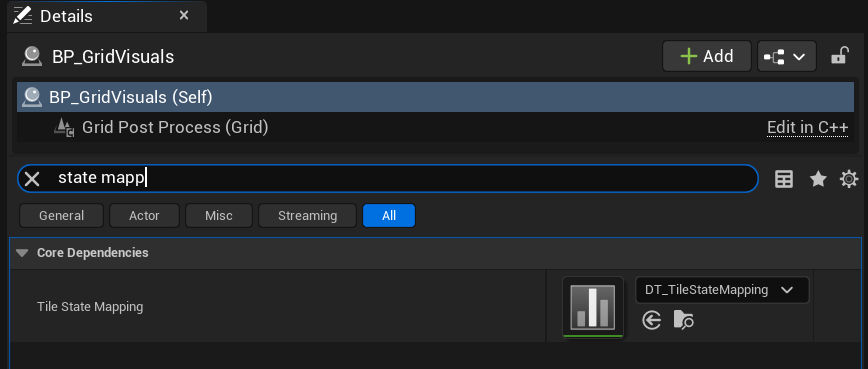 Details
BP_GridVisuals
Add
BP_GridVisuals (Self)
Grid Post Process (Grid)
Edit in C++
state mapp
General
Actor
Misc
Streaming
All
Core Dependencies
Tile State Mapping
DT_TileStateMapping